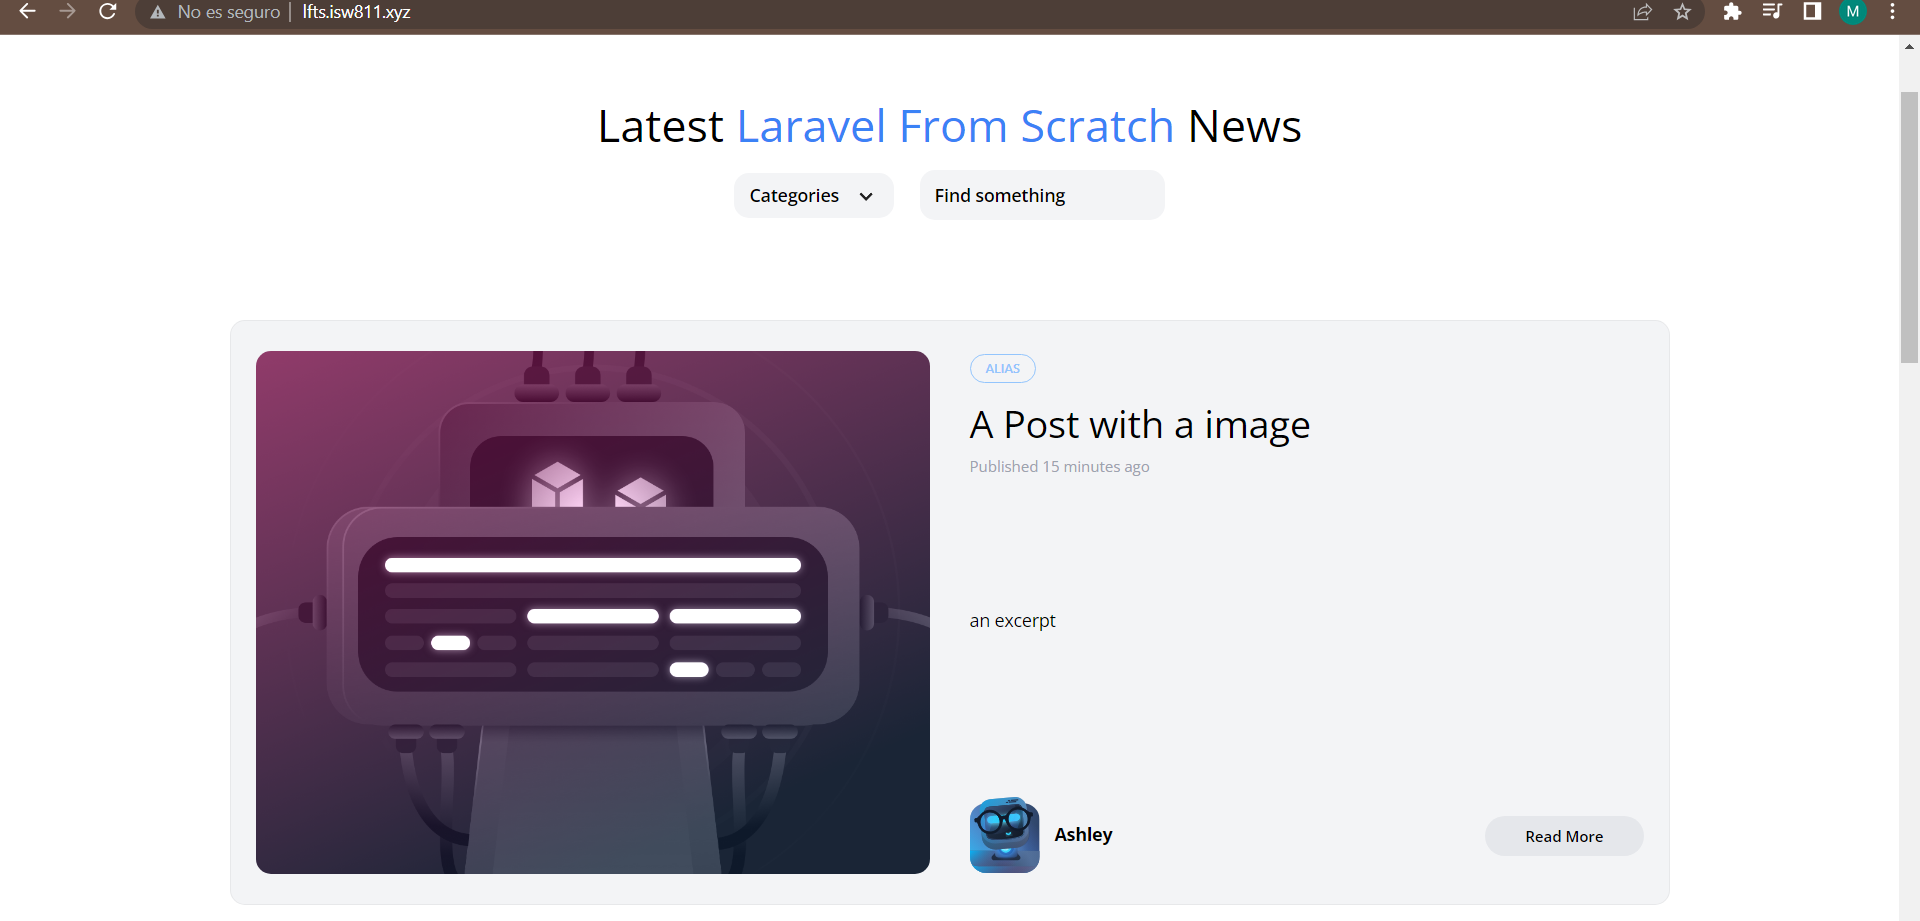 No es seguro | lfts.isw811.xyz
M
Latest Laravel From Scratch News
Categories
Find something
ALIAS
A Post with a image
Published 15 minutes ago
an excerpt
Ashley
Read More